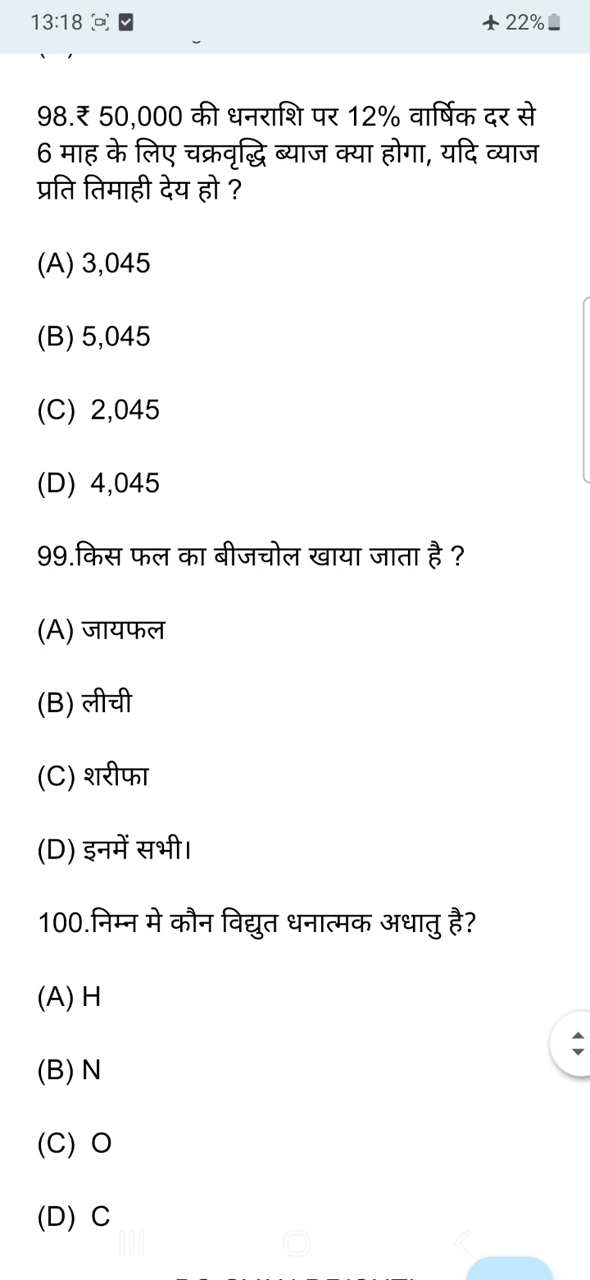 13:18
22%
98.₹ 50,000 की धनराशि पर 12% वार्षिक दर से
6 माह के लिए चक्रवृद्धि ब्याज क्या होगा, यदि व्याज
प्रति तिमाही देय हो ?
(A) 3,045
(B) 5,045
(C) 2,045
(D) 4,045
99.किस फल का बीजचोल खाया जाता है ?
(A) जायफल
(B) लीची
(C) शरीफा
(D) इनमें सभी।
100.निम्न मे कौन विद्युत धनात्मक अधातु है?
(A) H
(B) N
(C) O
(D) C